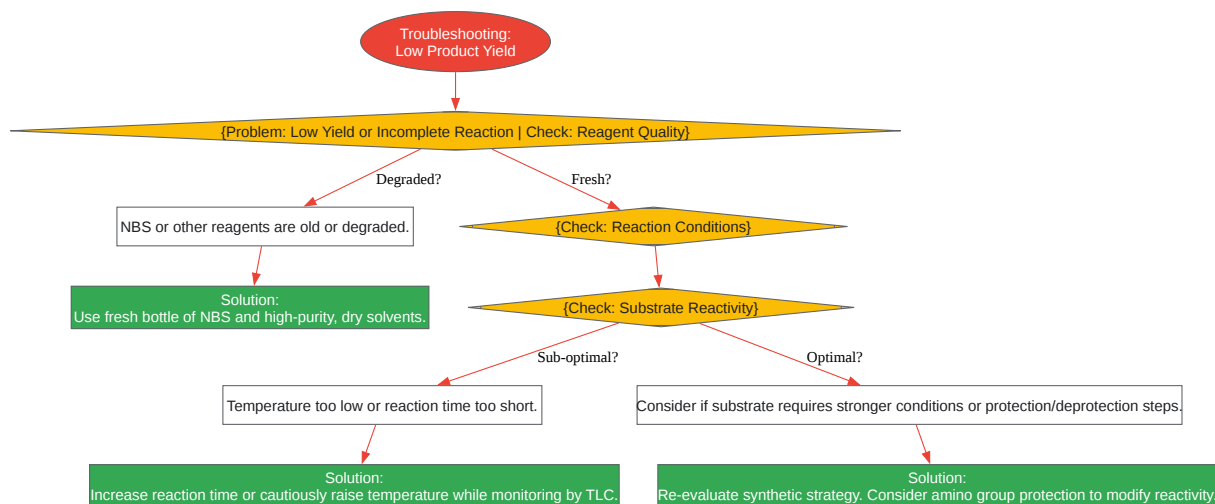 Troubleshooting:
Low Product Yield
{Problem: Low Yield or Incomplete Reaction | Check: Reagent Quality}
Degraded?
Fresh?
NBS or other reagents are old or degraded.
{Check: Reaction Conditions}
Solution:
Use fresh bottle of NBS and high-purity, dry solvents.
{Check: Substrate Reactivity}
Sub-optimal?
Optimal?
Temperature too low or reaction time too short.
Consider if substrate requires stronger conditions or protection/deprotection steps.
Solution:
Increase reaction time or cautiously raise temperature while monitoring by TLC.
Solution:
Re-evaluate synthetic strategy. Consider amino group protection to modify reactivity